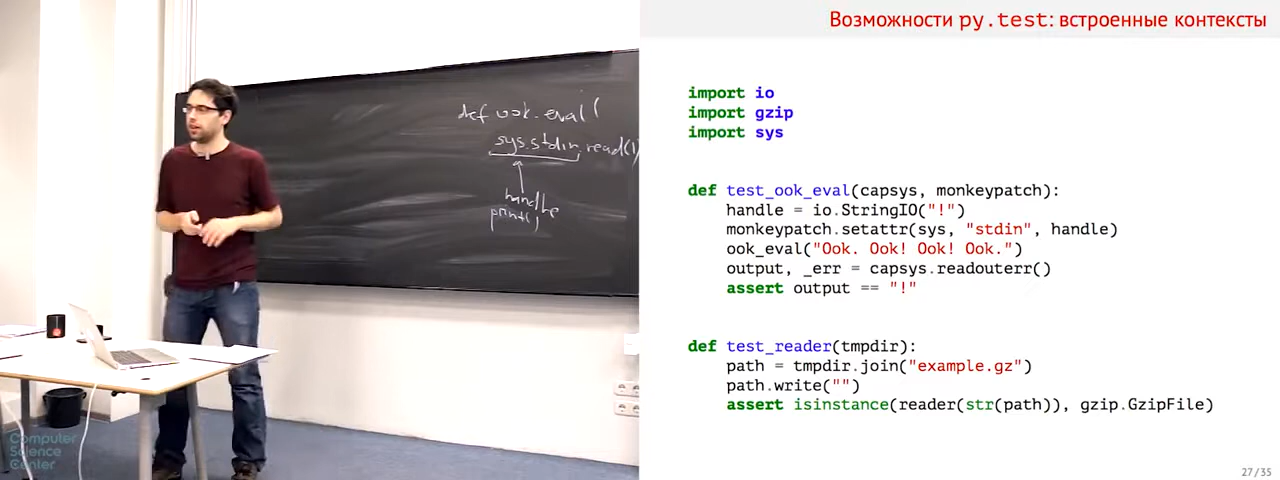 def ook_eval(
sys.stdin.read(1)
handle
print()
Computer
Science
Center
Возможности py.test: встроенные контексты
import io
import gzip
import sys
def test_ook_eval(capsys, monkeypatch):
handle = io.StringIO("!")
monkeypatch.setattr(sys, "stdin", handle)
ook_eval("Ook. Ook! Ook! Ook.")
output, _err = capsys.readouterr()
assert output == "!"
def test_reader(tmpdir):
path = tmpdir.join("example.gz")
path.write("")
assert isinstance(reader(str(path)), gzip.GzipFile)
27/35